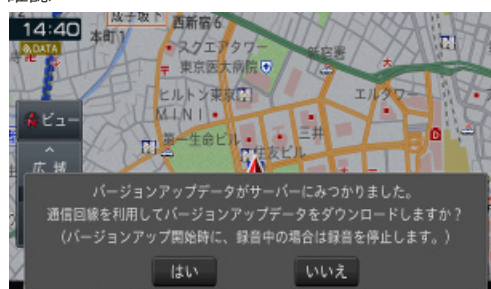 14:40
DATA
成子坂下
西新宿6
本町1
スクエアタワー
東京医大病院
ヒルトン東京
エルタワー
MINI
ビュー
第一生命ビル
三井
住友ビル
広域
バージョンアップデータがサーバーにみつかりました。
通信回線を利用してバージョンアップデータをダウンロードしますか？
（バージョンアップ開始時に、録音中の場合は録音を停止します。）
はい
いいえ